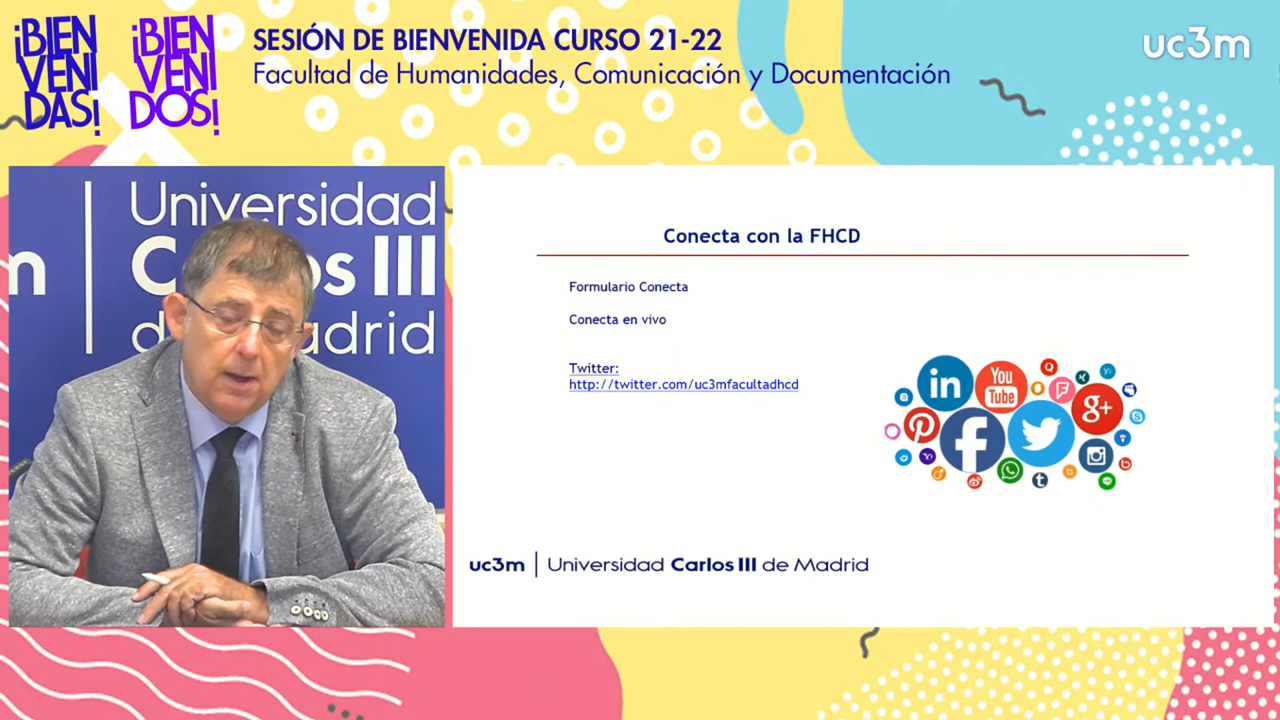 ¡BIEN
VENI
DAS!
¡BIEN
VENI
DOS!
SESIÓN DE BIENVENIDA CURSO 21-22
Facultad de Humanidades, Comunicación y Documentación
uc3m
m
Universidad
Carlos III
de Madrid
Conecta con la FHCD
Formulario Conecta
Conecta en vivo
Twitter:
http://twitter.com/uc3mfacultadhcd
in
You
Tube
g+
uc3m | Universidad Carlos III de Madrid